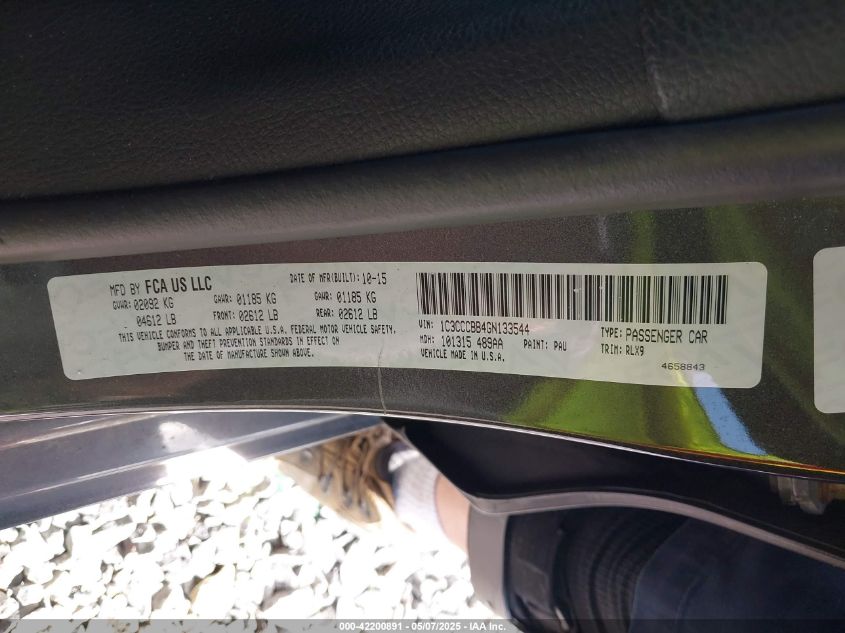 MFD BY FCA US LLC
DATE OF MFR(BUILT): 10-15
GVWR: 02092 KG GAWR: 01185 KG GAWR: 01185 KG
04612 LB FRONT: 02612 LB REAR: 02612 LB
THIS VEHICLE CONFORMS TO ALL APPLICABLE U.S.A. FEDERAL MOTOR VEHICLE SAFETY,
BUMPER AND THEFT PREVENTION STANDARDS IN EFFECT ON
THE DATE OF MANUFACTURE SHOWN ABOVE.
VIN: 1C3CCCBB4GN133544 TYPE: PASSENGER CAR
MDH: 101315 489AA PAINT: PAU TRIM: RLX9
VEHICLE MADE IN U.S.A.
4658843
000-42200891 - 05/07/2025 - IAA Inc.